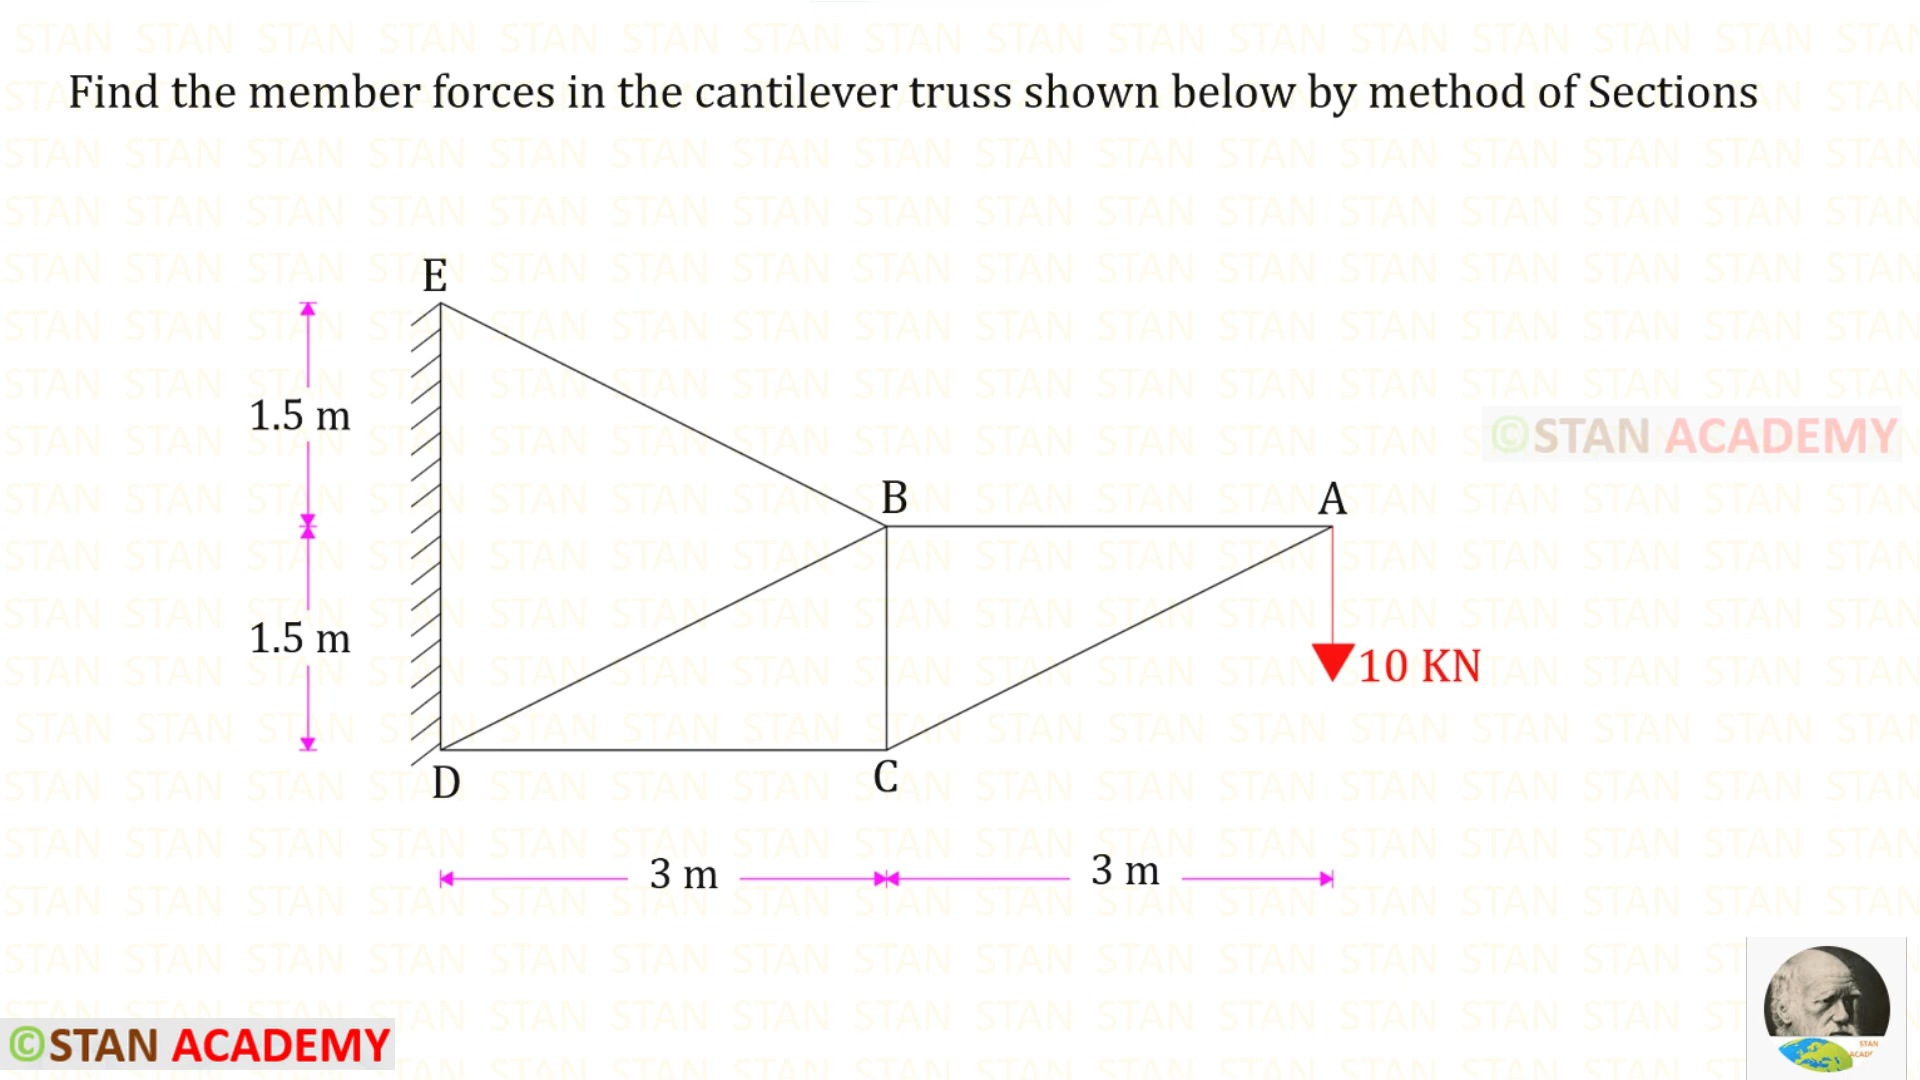 Find the member forces in the cantilever truss shown below by method of Sections
E
1.5 m
B
A
©STAN ACADEMY
1.5 m
10 KN
D
C
3 m
3 m
©STAN ACADEMY
STAN